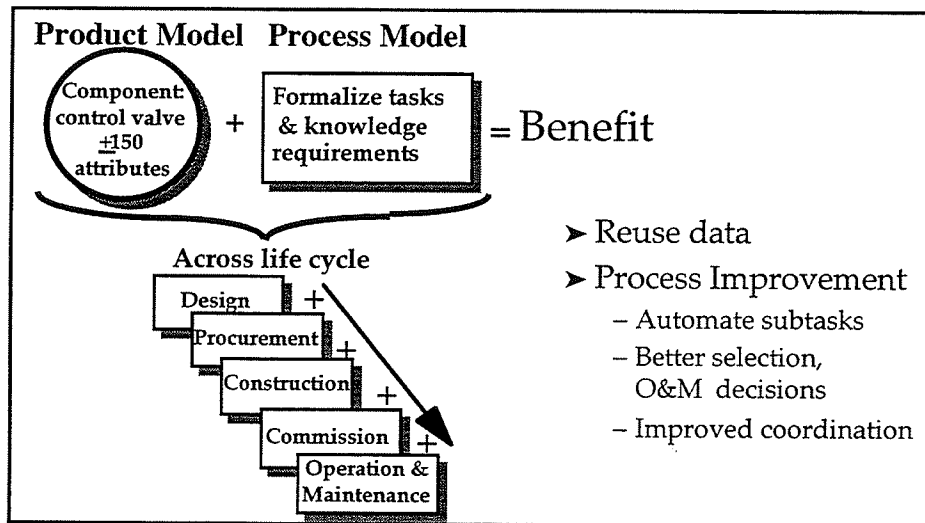 Product Model Process Model
Component:
control valve
±150
attributes
+
Formalize tasks
& knowledge
requirements
= Benefit
Across life cycle
Design +
Procurement +
Construction +
Commission +
Operation &
Maintenance
➤ Reuse data
➤ Process Improvement
– Automate subtasks
– Better selection,
O&M decisions
– Improved coordination